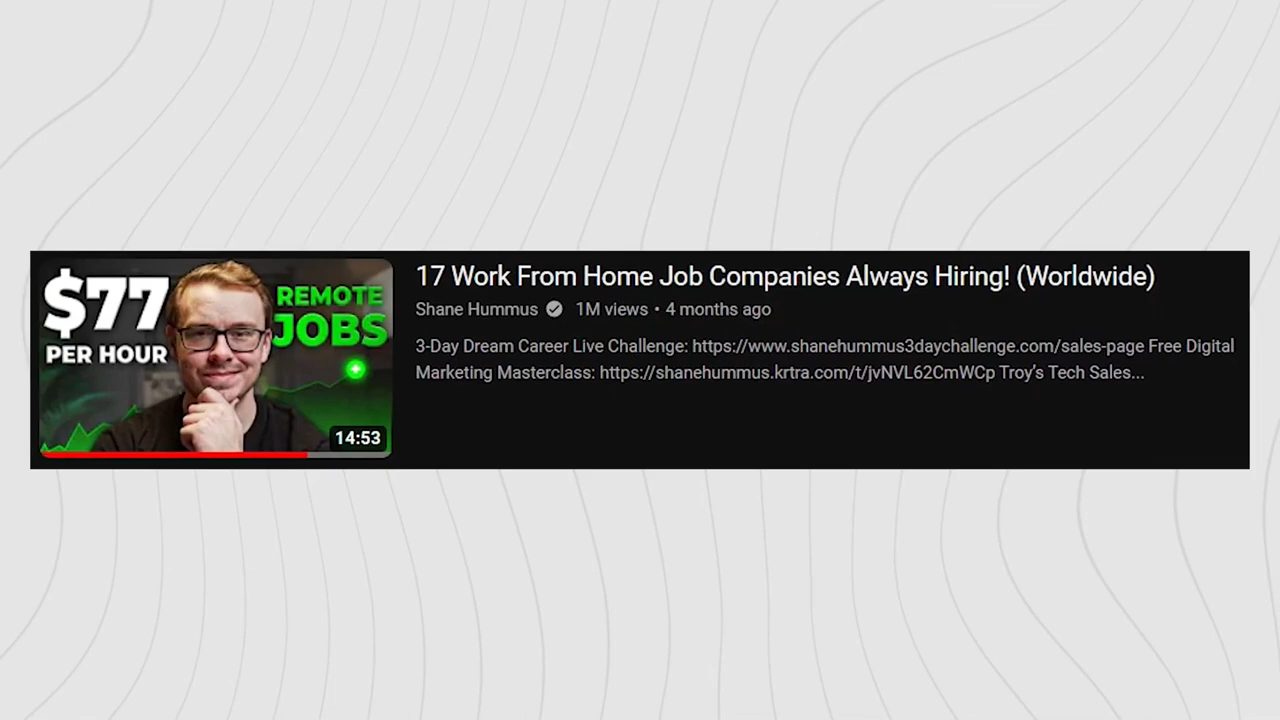 $77
PER HOUR
REMOTE
JOBS
14:53
17 Work From Home Job Companies Always Hiring! (Worldwide)
Shane Hummus 1M views • 4 months ago
3-Day Dream Career Live Challenge: https://www.shanehummus3daychallenge.com/sales-page Free Digital
Marketing Masterclass: https://shanehummus.krtra.com/t/jvNVL62CmWCp Troy's Tech Sales...